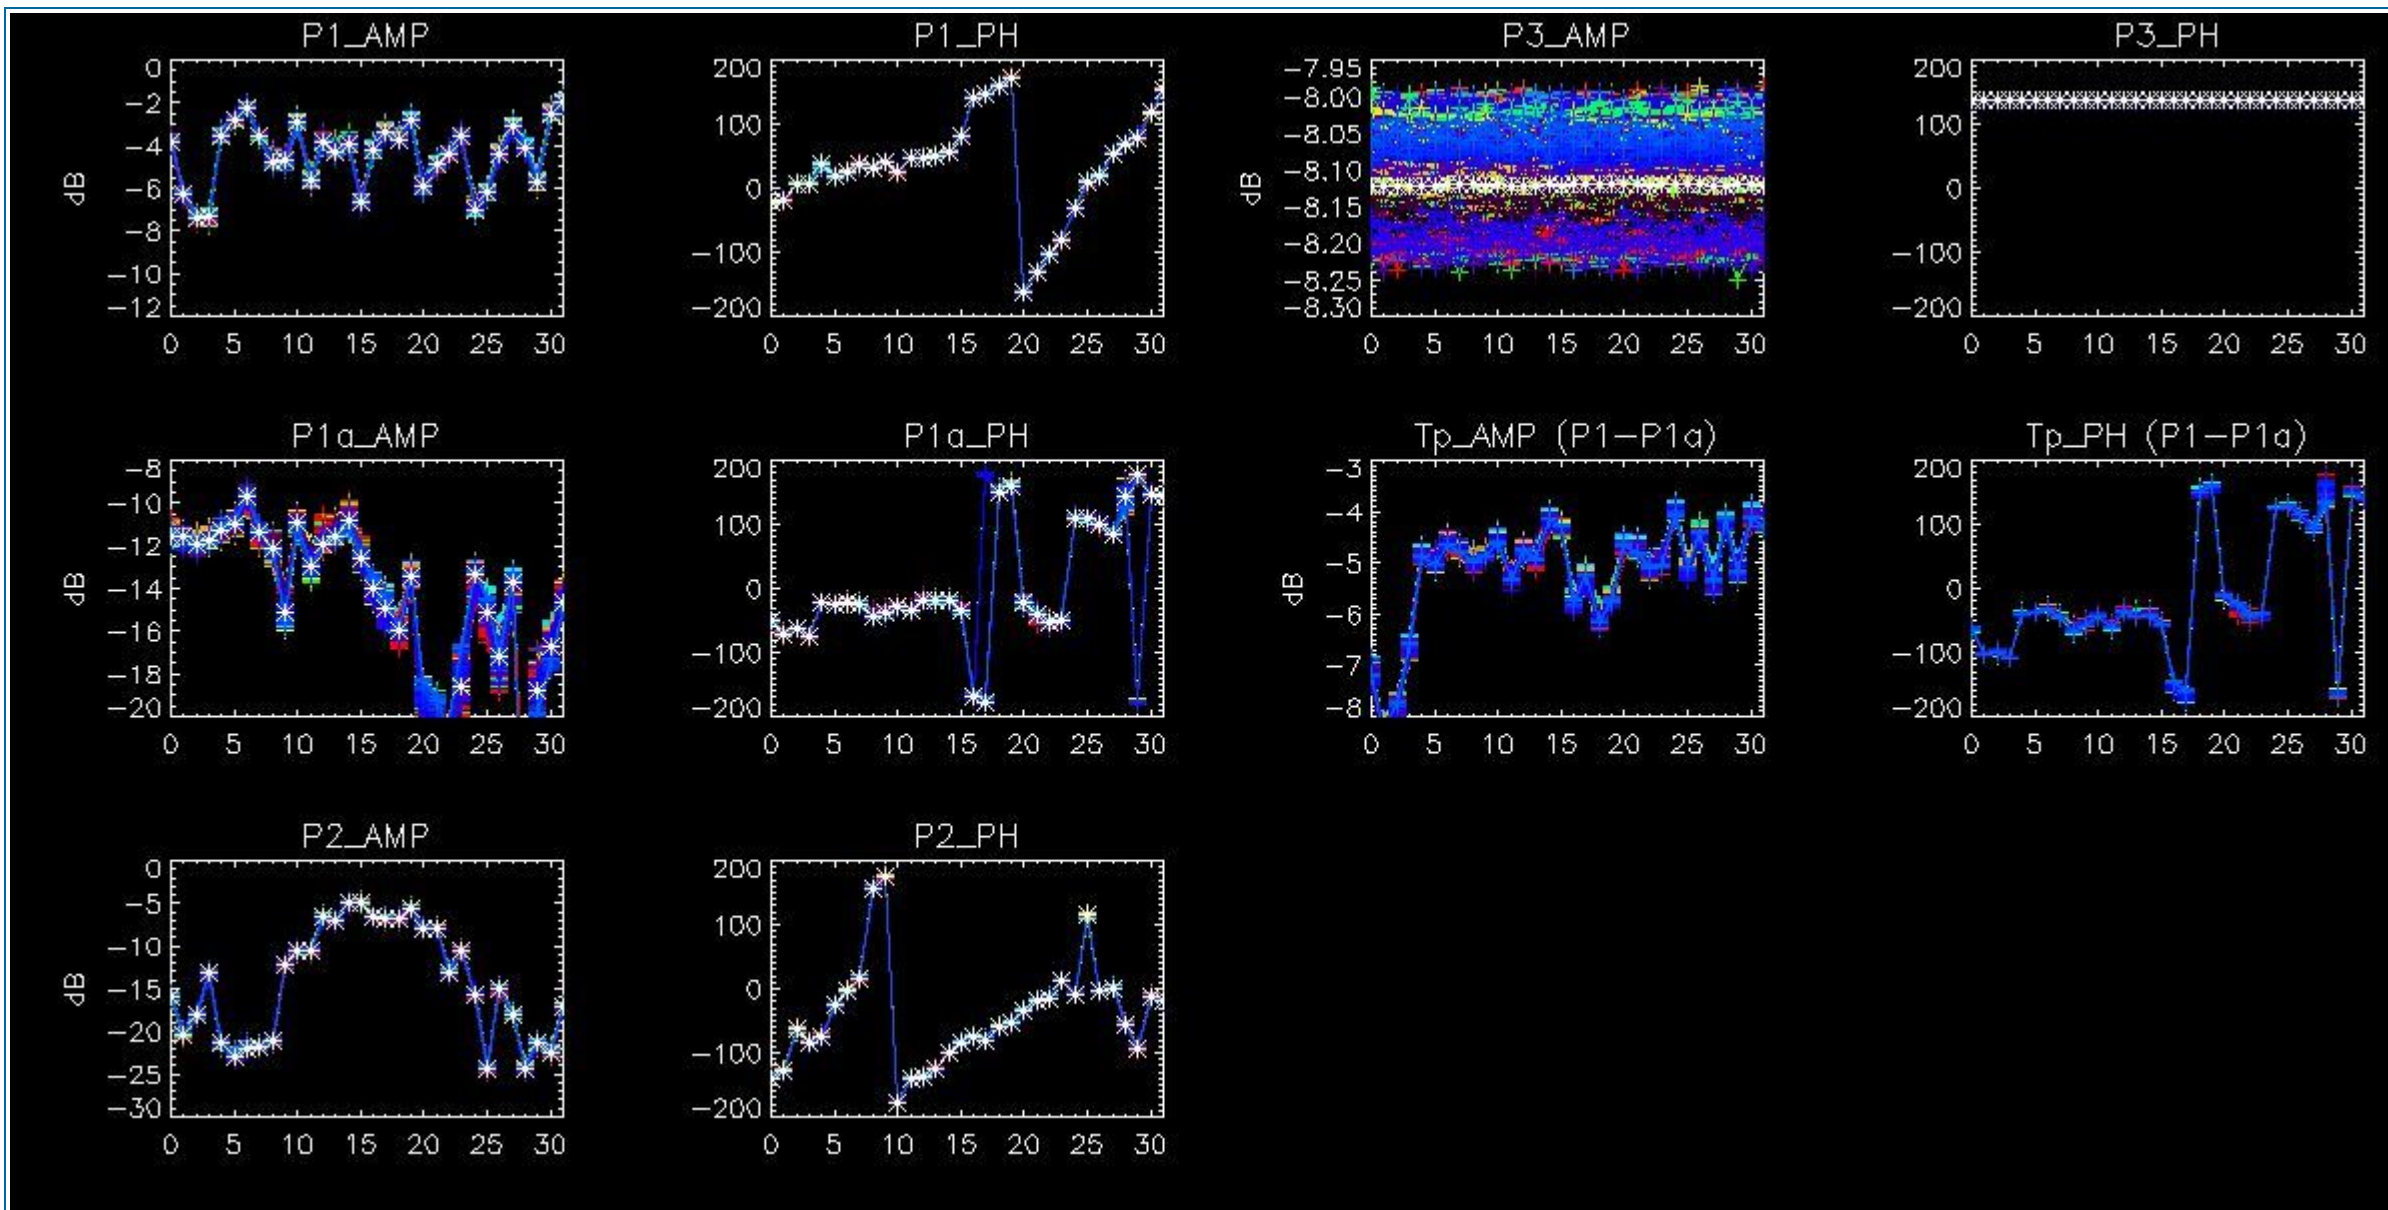 P1_AMP
0
−2
−4
−6
−8
−10
−12
dB
0 5 10 15 20 25 30
P1_PH
200
100
0
−100
−200
0 5 10 15 20 25 30
P3_AMP
−7.95
−8.00
−8.05
−8.10
−8.15
−8.20
−8.25
−8.30
dB
0 5 10 15 20 25 30
P3_PH
200
100
0
−100
−200
0 5 10 15 20 25 30
P1a_AMP
−8
−10
−12
−14
−16
−18
−20
dB
0 5 10 15 20 25 30
P1a_PH
200
100
0
−100
−200
0 5 10 15 20 25 30
Tp_AMP (P1−P1a)
−3
−4
−5
−6
−7
−8
dB
0 5 10 15 20 25 30
Tp_PH (P1−P1a)
200
100
0
−100
−200
0 5 10 15 20 25 30
P2_AMP
0
−5
−10
−15
−20
−25
−30
dB
0 5 10 15 20 25 30
P2_PH
200
100
0
−100
−200
0 5 10 15 20 25 30